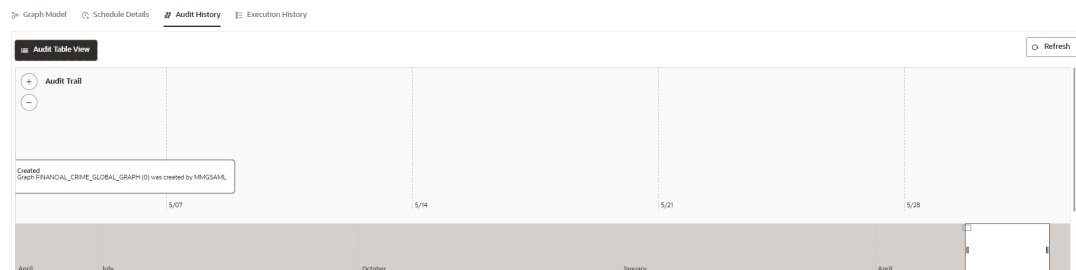 Graph Model Schedule Details Audit History Execution History
Audit Table View
Refresh
Audit Trail
Created
Graph FINANCIAL_CRIME_GLOBAL_GRAPH (0) was created by MMGSAML
5/07 5/14 5/21 5/28
April July October January April